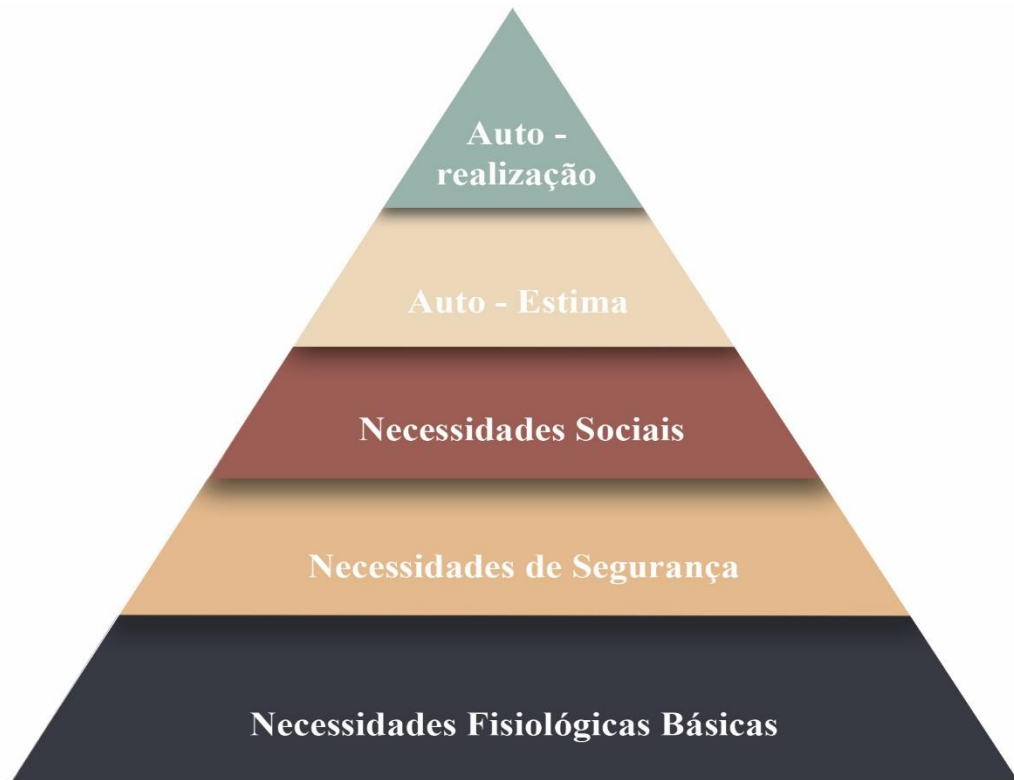 Auto -
realização
Auto - Estima
Necessidades Sociais
Necessidades de Segurança
Necessidades Fisiológicas Básicas